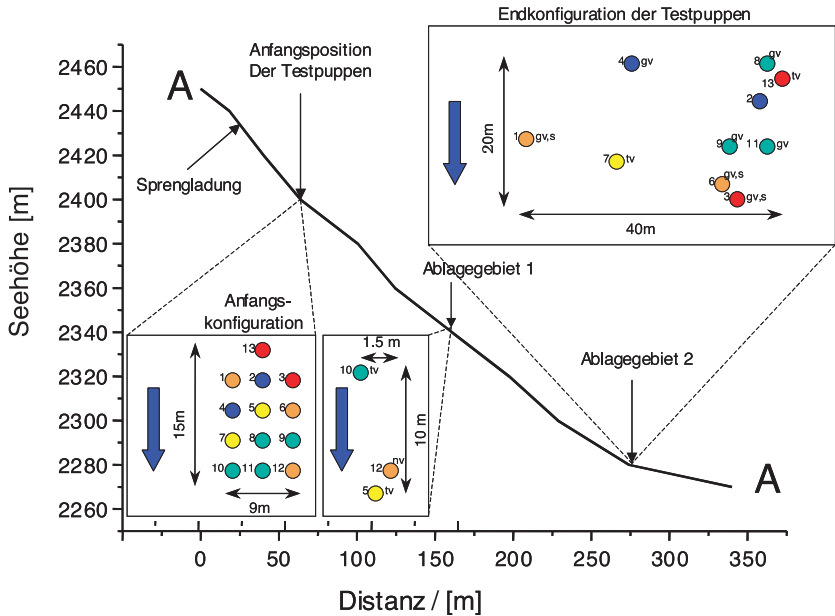 Endkonfiguration der Testpuppen
4 gv
8 gv
13 tv
2
1 gv,s
7 tv
9 gv
11 gv
6 gv,s
3 gv,s
20m
40m
Anfangsposition
Der Testpuppen
A
Sprengladung
Ablagegebiet 1
Ablagegebiet 2
A
Anfangs-
konfiguration
13
1 2 3
4 5 6
7 8 9
10 11 12
15m
9m
1.5 m
10 tv
10 m
12 nv
5 tv
Seehöhe [m]
2460
2440
2420
2400
2380
2360
2340
2320
2300
2280
2260
0 50 100 150 200 250 300 350
Distanz / [m]